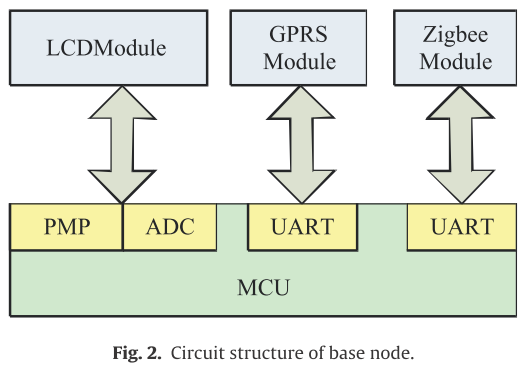 LCDModule
GPRS
Module
Zigbee
Module
PMP
ADC
UART
UART
MCU
Fig. 2. Circuit structure of base node.